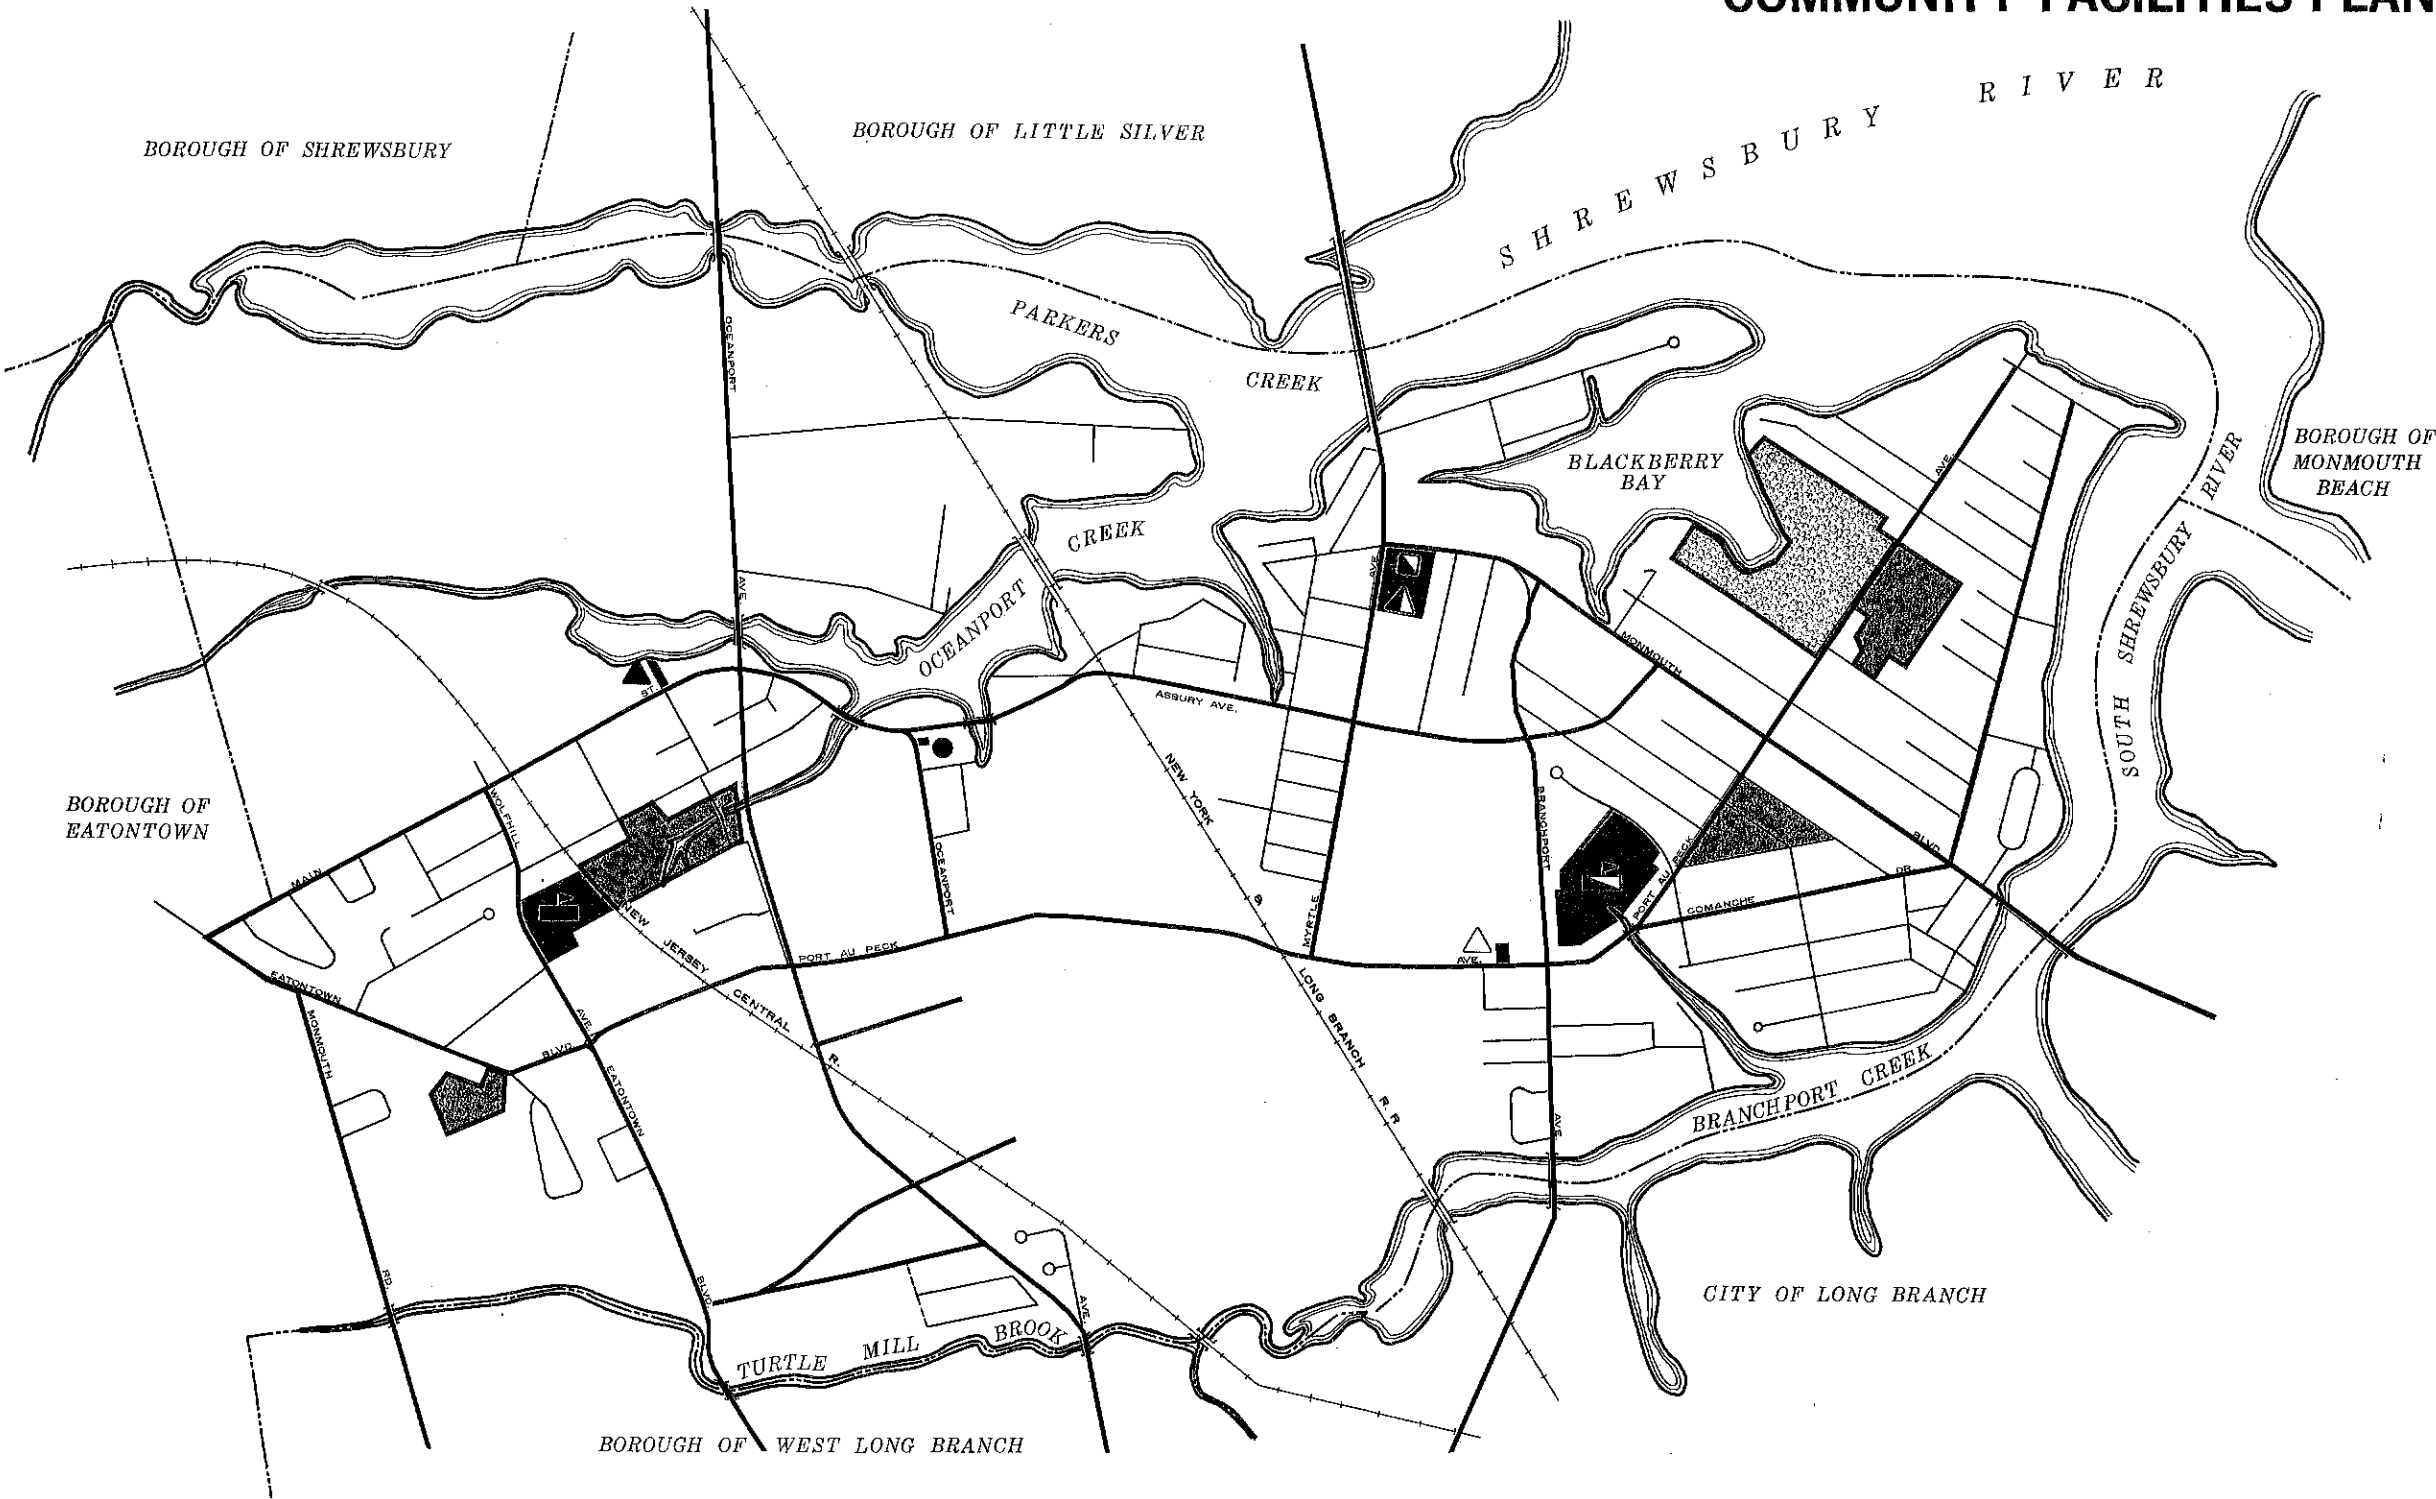 COMMUNITY FACILITIES PLAN
SHREWSBURY RIVER
BOROUGH OF SHREWSBURY
BOROUGH OF LITTLE SILVER
PARKERS
CREEK
OCEANPORT
AVE.
BLACKBERRY
BAY
AVE.
BOROUGH OF
MONMOUTH
BEACH
SOUTH SHREWSBURY RIVER
OCEANPORT CREEK
AVE.
MONMOUTH
BLVD.
ST.
ASBURY AVE.
NEW YORK & LONG BRANCH R. R
BOROUGH OF
EATONTOWN
MAIN
WOLFHILL
AVE.
OCEANPORT
BRANCHPORT
AVE.
PORT AU PECK
COMANCHE DR.
MYRTLE
NEW JERSEY CENTRAL R.
PORT AU PECK
AVE.
EATONTOWN
BLVD.
MONMOUTH
RD.
EATONTOWN
BLVD.
AVE.
BRANCHPORT CREEK
CITY OF LONG BRANCH
TURTLE MILL BROOK
BOROUGH OF WEST LONG BRANCH